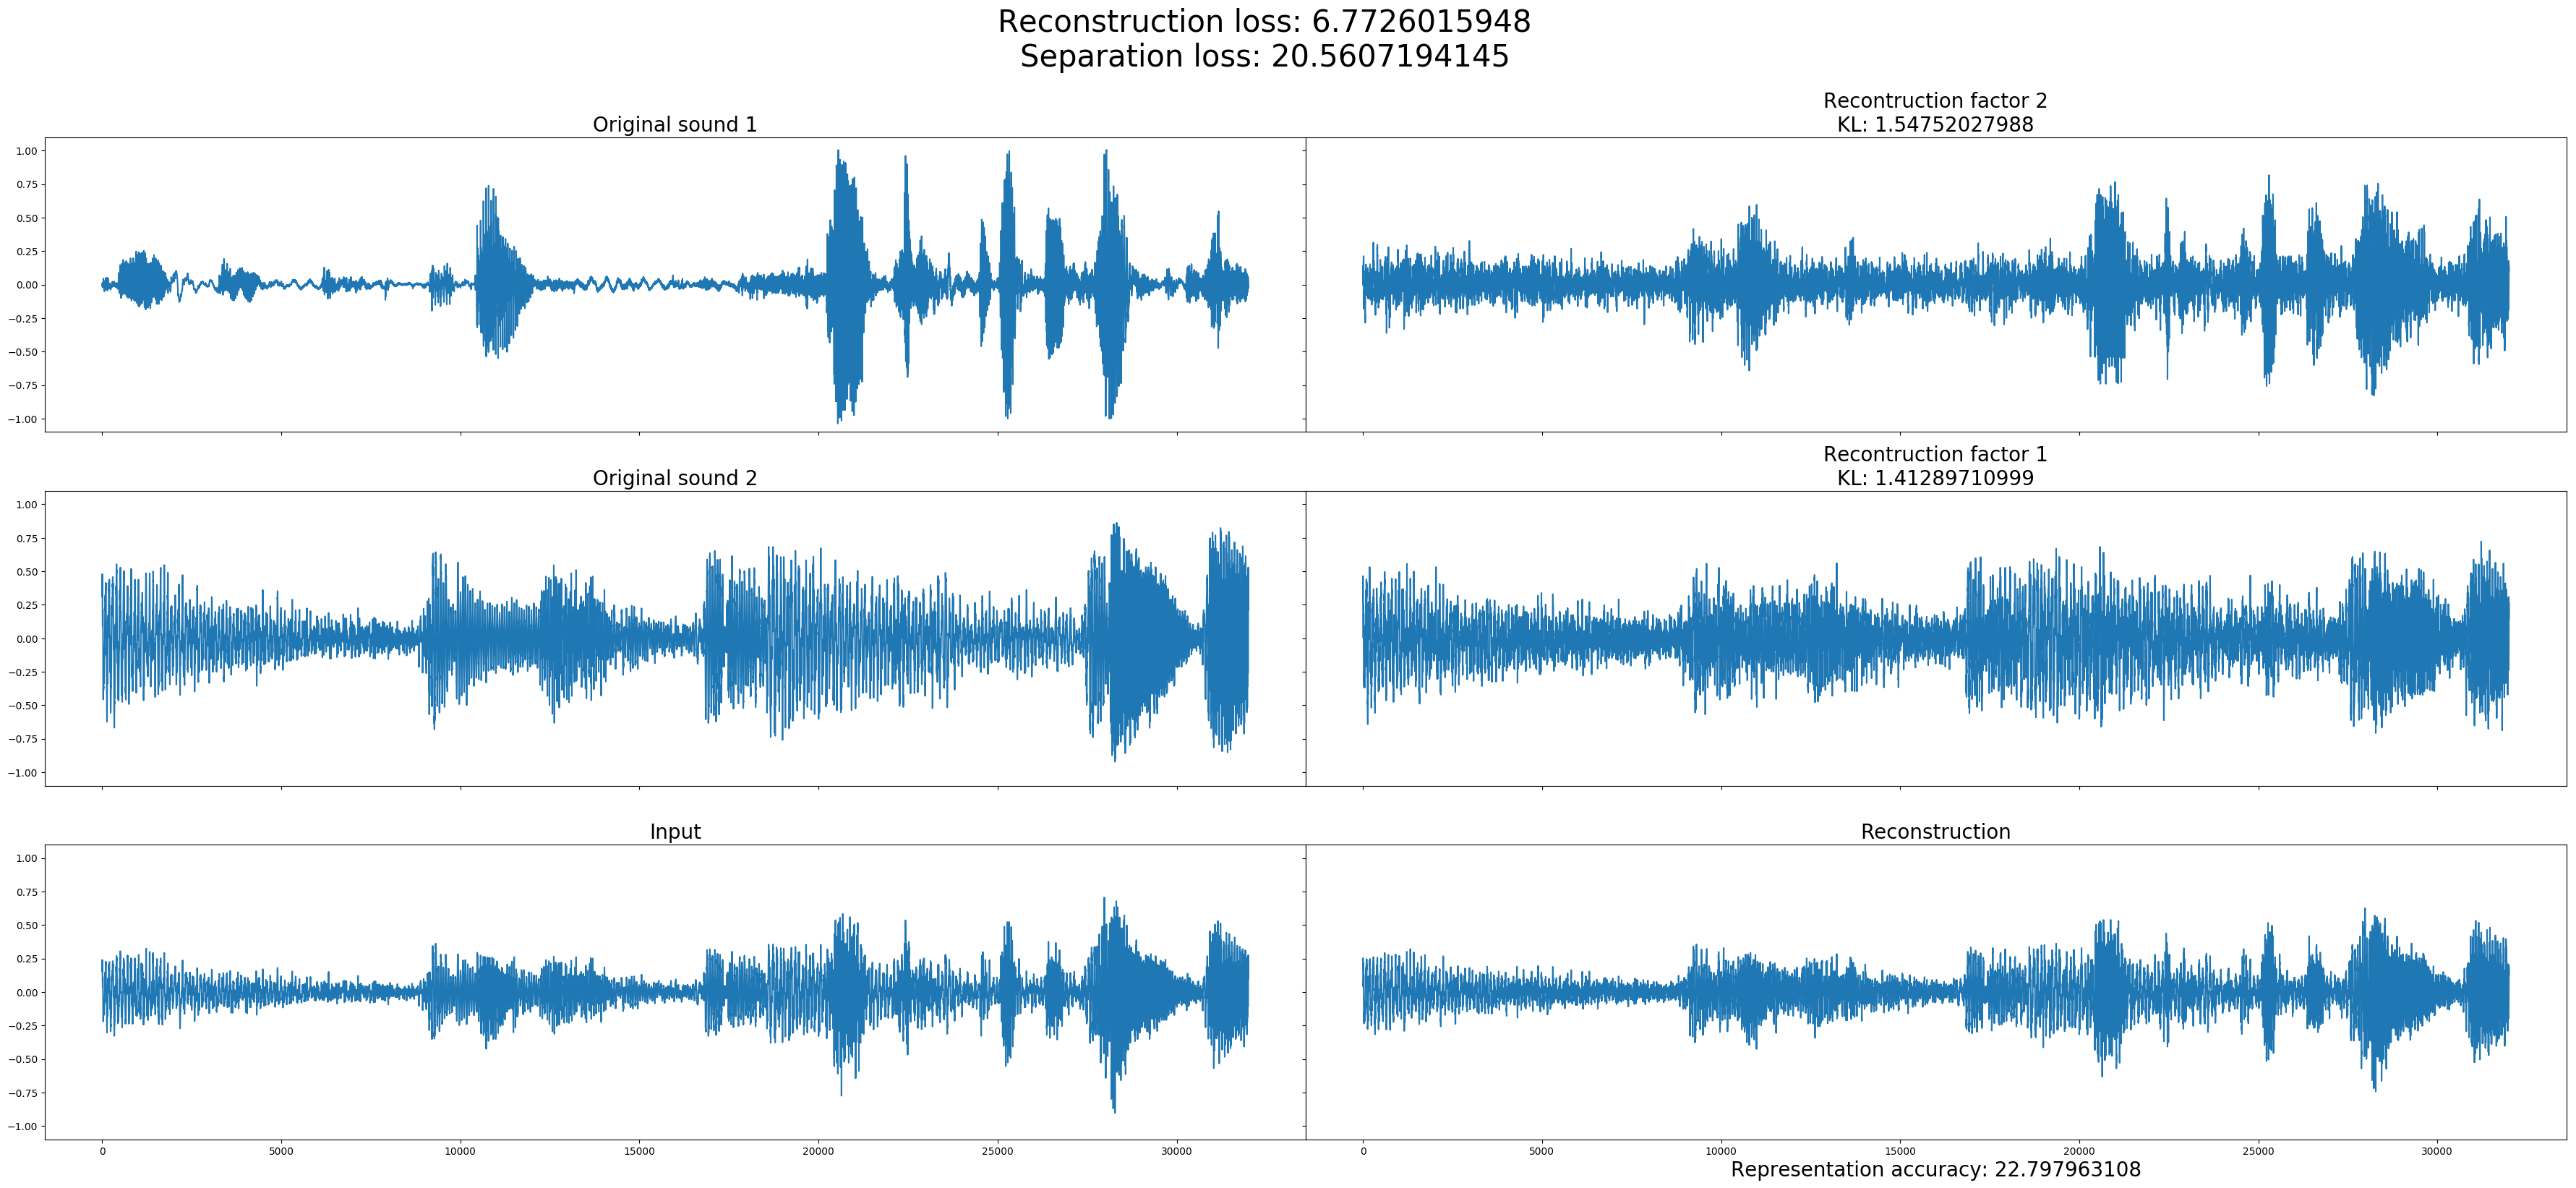 Reconstruction loss: 6.7726015948
Separation loss: 20.5607194145
Original sound 1
1.00
0.75
0.50
0.25
0.00
−0.25
−0.50
−0.75
−1.00
Recontruction factor 2
KL: 1.54752027988
Original sound 2
1.00
0.75
0.50
0.25
0.00
−0.25
−0.50
−0.75
−1.00
Recontruction factor 1
KL: 1.41289710999
Input
1.00
0.75
0.50
0.25
0.00
−0.25
−0.50
−0.75
−1.00
0 5000 10000 15000 20000 25000 30000
Reconstruction
0 5000 10000 15000 20000 25000 30000
Representation accuracy: 22.797963108